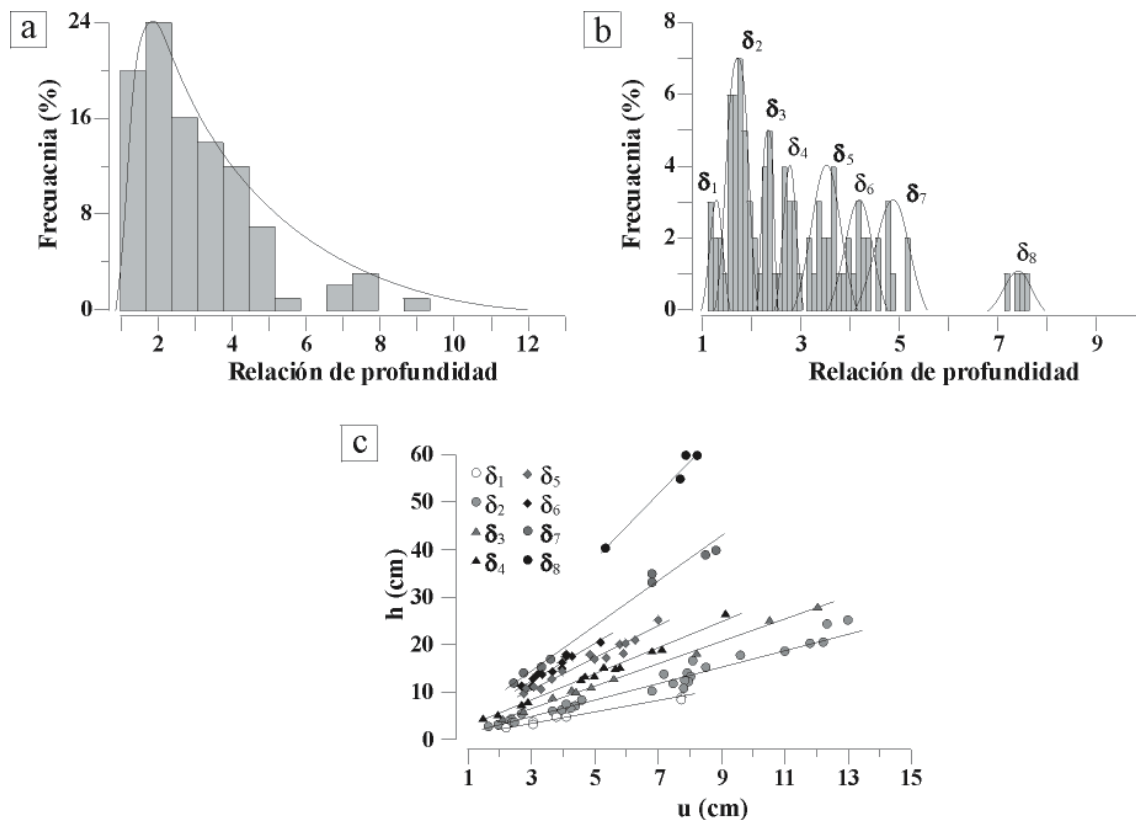 a
24
16
8
0
Frecuacnia (%)
2 4 6 8 10 12
Relación de profundidad
b
8
6
4
2
0
Frecuacnia (%)
δ1
δ2
δ3
δ4
δ5
δ6
δ7
δ8
1 3 5 7 9
Relación de profundidad
c
60
50
40
30
20
10
0
h (cm)
δ1 δ5
δ2 δ6
δ3 δ7
δ4 δ8
1 3 5 7 9 11 13 15
u (cm)